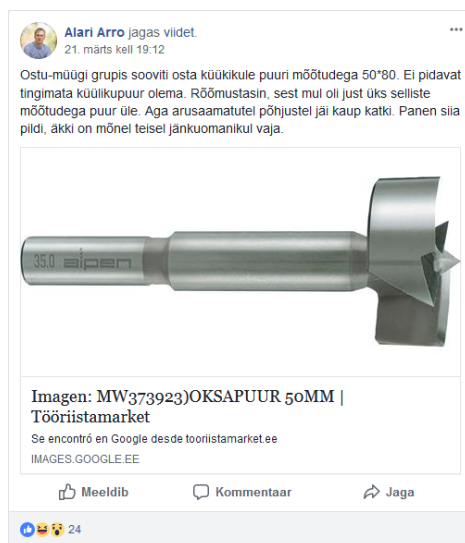 Alari Arro jagas viidet.
21. märts kell 19:12
Ostu-müügi grupis sooviti osta küükikule puuri mõõtudega 50*80. Ei pidavat
tingimata küülikupuur olema. Rõõmustasin, sest mul oli just üks selliste
mõõtudega puur üle. Aga arusaamatutel põhjustel jäi kaup katki. Panen siia
pildi, äkki on mõnel teisel jänkuomanikul vaja.
35.0 alpen
Imagen: MW373923)OKSAPUUR 50MM |
Tööriistamarket
Se encontró en Google desde tooriistamarket.ee
IMAGES.GOOGLE.EE
Meeldib Kommentaar Jaga
24